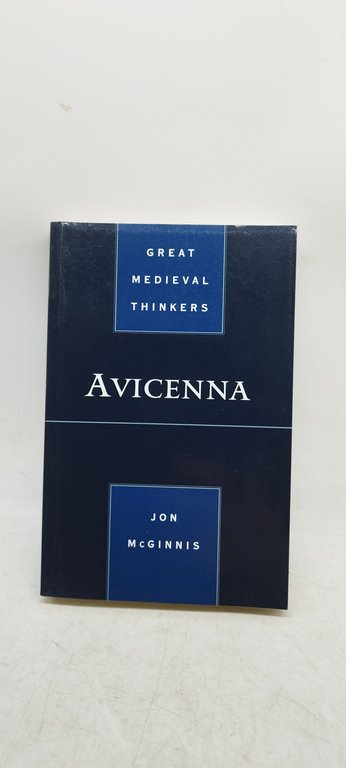 GREAT
MEDIEVAL
THINKERS
AVICENNA
JON
McGINNIS